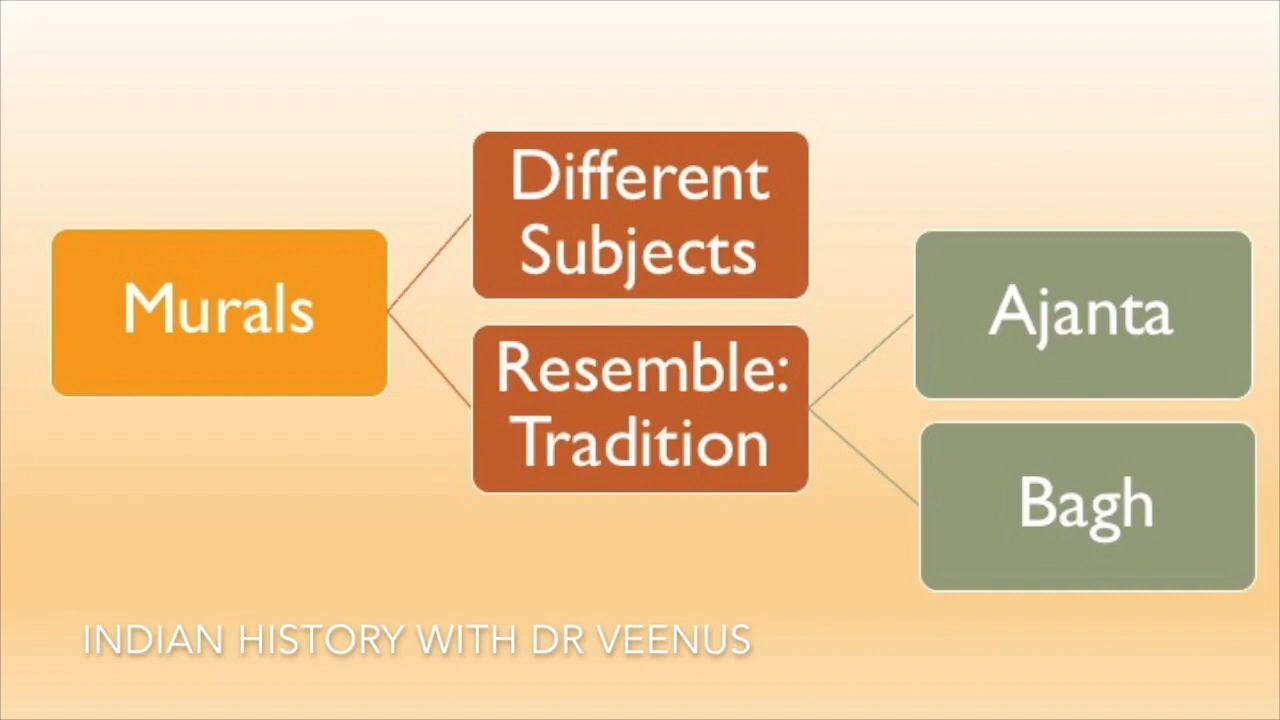 Murals
Different
Subjects
Resemble:
Tradition
Ajanta
Bagh
INDIAN HISTORY WITH DR VEENUS